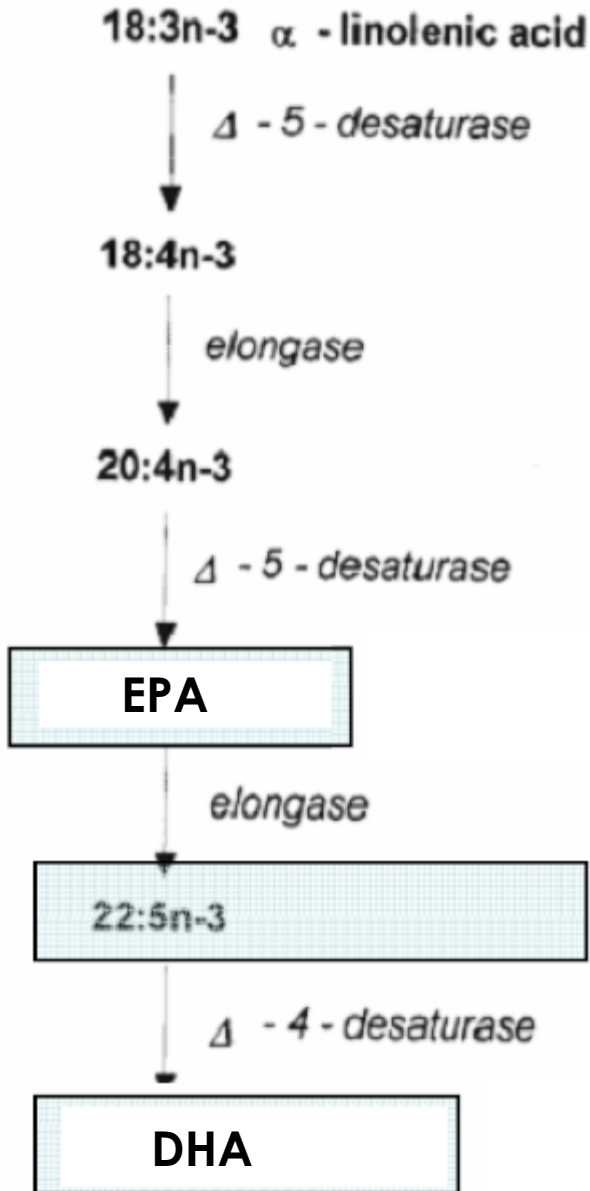 18:3n-3 α - linolenic acid
Δ - 5 - desaturase
18:4n-3
elongase
20:4n-3
Δ - 5 - desaturase
EPA
elongase
22:5n-3
Δ - 4 - desaturase
DHA